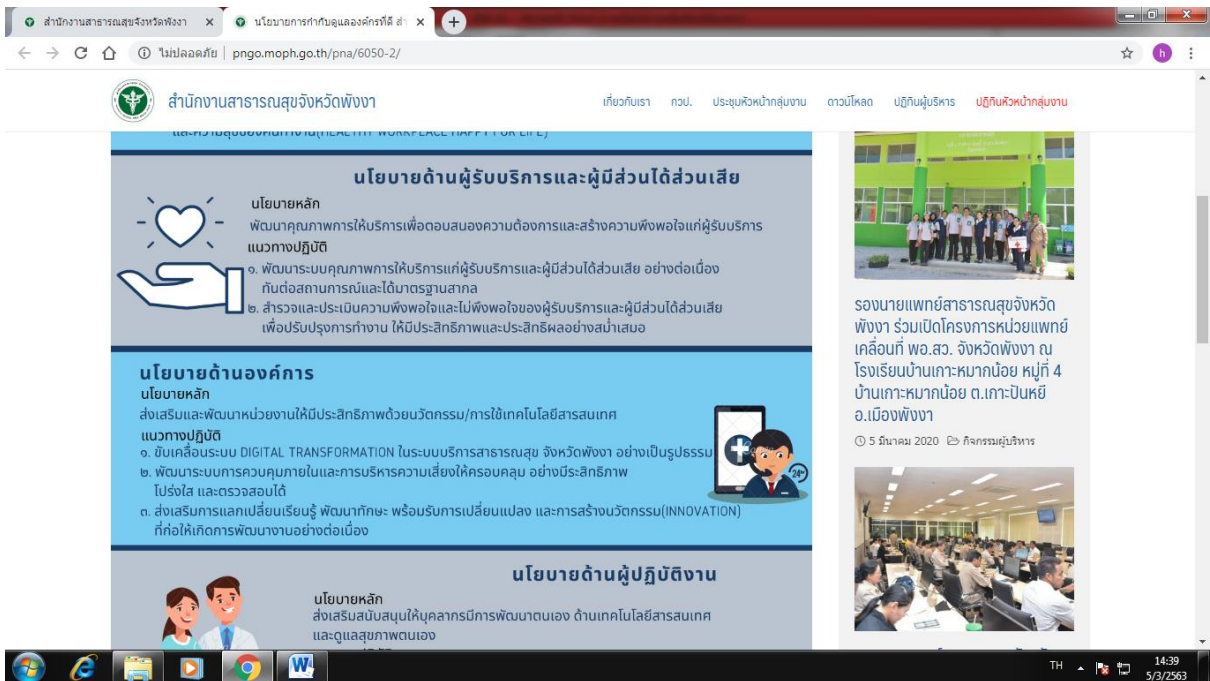 สำนักงานสาธารณสุขจังหวัดพังงา
นโยบายการกำกับดูแลองค์กรที่ดี สำ
ไม่ปลอดภัย | pngo.moph.go.th/pna/6050-2/
h
สำนักงานสาธารณสุขจังหวัดพังงา
เกี่ยวกับเรา กวป. ประชุมหัวหน้ากลุ่มงาน ดาวน์โหลด ปฏิทินผู้บริหาร ปฏิทินหัวหน้ากลุ่มงาน
และความสุขของคนทำงาน(HEALTHY WORKPLACE HAPPY FOR LIFE)
นโยบายด้านผู้รับบริการและผู้มีส่วนได้ส่วนเสีย
นโยบายหลัก
พัฒนาคุณภาพการให้บริการเพื่อตอบสนองความต้องการและสร้างความพึงพอใจแก่ผู้รับบริการ
แนวทางปฏิบัติ
๑. พัฒนาระบบคุณภาพการให้บริการแก่ผู้รับบริการและผู้มีส่วนได้ส่วนเสีย อย่างต่อเนื่อง
ทันต่อสถานการณ์และได้มาตรฐานสากล
๒. สำรวจและประเมินความพึงพอใจและไม่พึงพอใจของผู้รับบริการและผู้มีส่วนได้ส่วนเสีย
เพื่อปรับปรุงการทำงาน ให้มีประสิทธิภาพและประสิทธิผลอย่างสม่ำเสมอ
นโยบายด้านองค์การ
นโยบายหลัก
ส่งเสริมและพัฒนาหน่วยงานให้มีประสิทธิภาพด้วยนวัตกรรม/การใช้เทคโนโลยีสารสนเทศ
แนวทางปฏิบัติ
๑. ขับเคลื่อนระบบ DIGITAL TRANSFORMATION ในระบบบริการสาธารณสุข จังหวัดพังงา อย่างเป็นรูปธรรม
๒. พัฒนาระบบการควบคุมภายในและการบริหารความเสี่ยงให้ครอบคลุม อย่างมีระสิทธิภาพ
โปร่งใส และตรวจสอบได้
๓. ส่งเสริมการแลกเปลี่ยนเรียนรู้ พัฒนาทักษะ พร้อมรับการเปลี่ยนแปลง และการสร้างนวัตกรรม(INNOVATION)
ที่ก่อให้เกิดการพัฒนางานอย่างต่อเนื่อง
24
นโยบายด้านผู้ปฏิบัติงาน
นโยบายหลัก
ส่งเสริมสนับสนุนให้บุคลากรมีการพัฒนาตนเอง ด้านเทคโนโลยีสารสนเทศ
และดูแลสุขภาพตนเอง
รองนายแพทย์สาธารณสุขจังหวัด
พังงา ร่วมเปิดโครงการหน่วยแพทย์
เคลื่อนที่ พอ.สว. จังหวัดพังงา ณ
โรงเรียนบ้านเกาะหมากน้อย หมู่ที่ 4
บ้านเกาะหมากน้อย ต.เกาะปันหยี
อ.เมืองพังงา
5 มีนาคม 2020 กิจกรรมผู้บริหาร
TH
14:39
5/3/2563